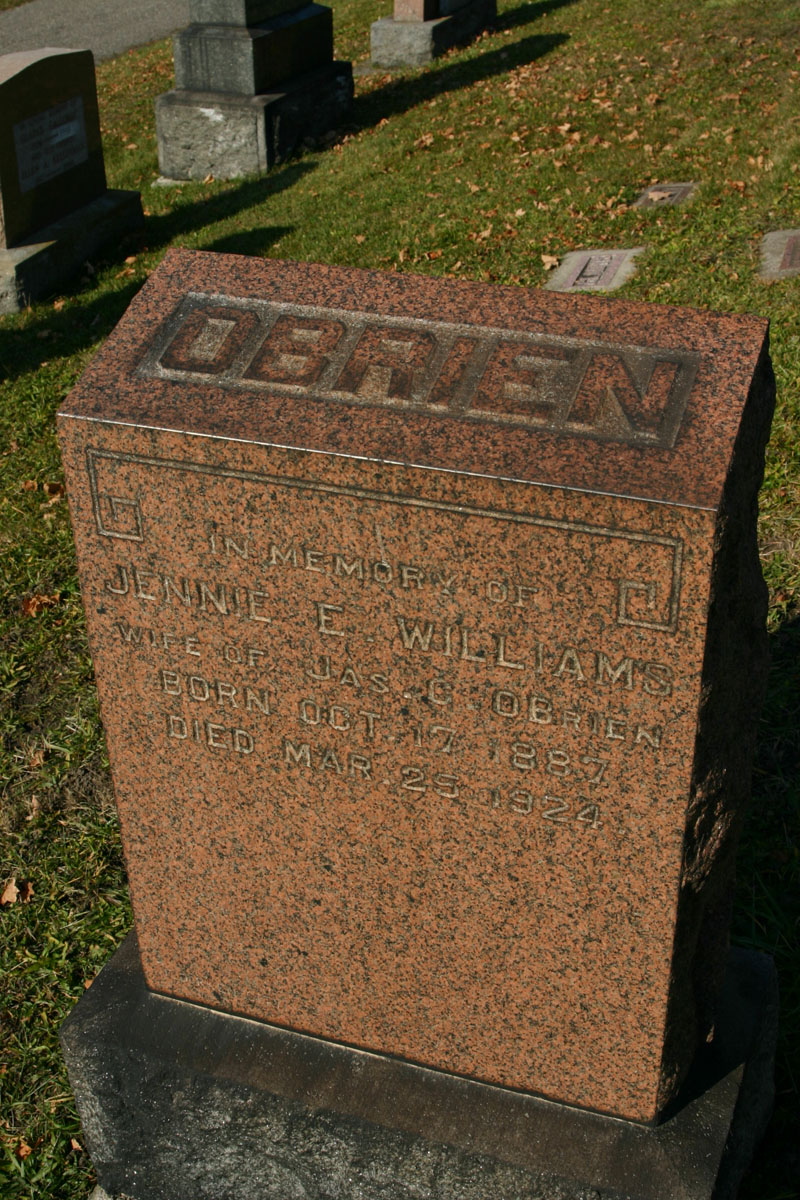 OBRIEN
IN MEMORY OF
JENNIE E. WILLIAMS
WIFE OF JAS. C. OBRIEN
BORN OCT. 17 1887
DIED MAR. 25 1924